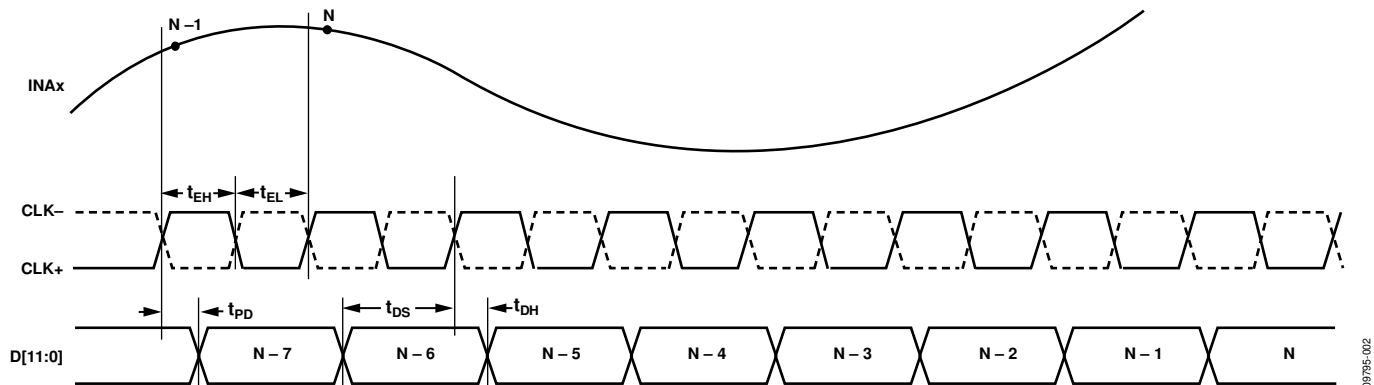 N –1
N
INAx
tEH
tEL
CLK–
CLK+
tPD
tDS
tDH
D[11:0]
N – 7
N – 6
N – 5
N – 4
N – 3
N – 2
N – 1
N
09795-002